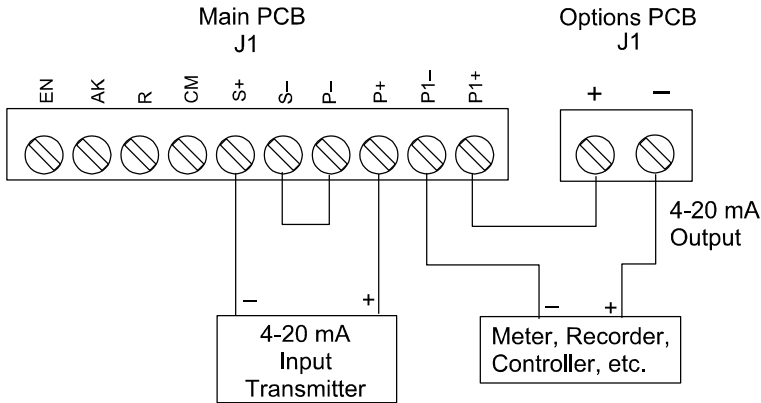 Main PCB
J1
Options PCB
J1
EN
AK
R
CM
S+
S–
P–
P+
P1–
P1+
+
–
4-20 mA
Output
–
+
4-20 mA
Input
Transmitter
–
+
Meter, Recorder,
Controller, etc.